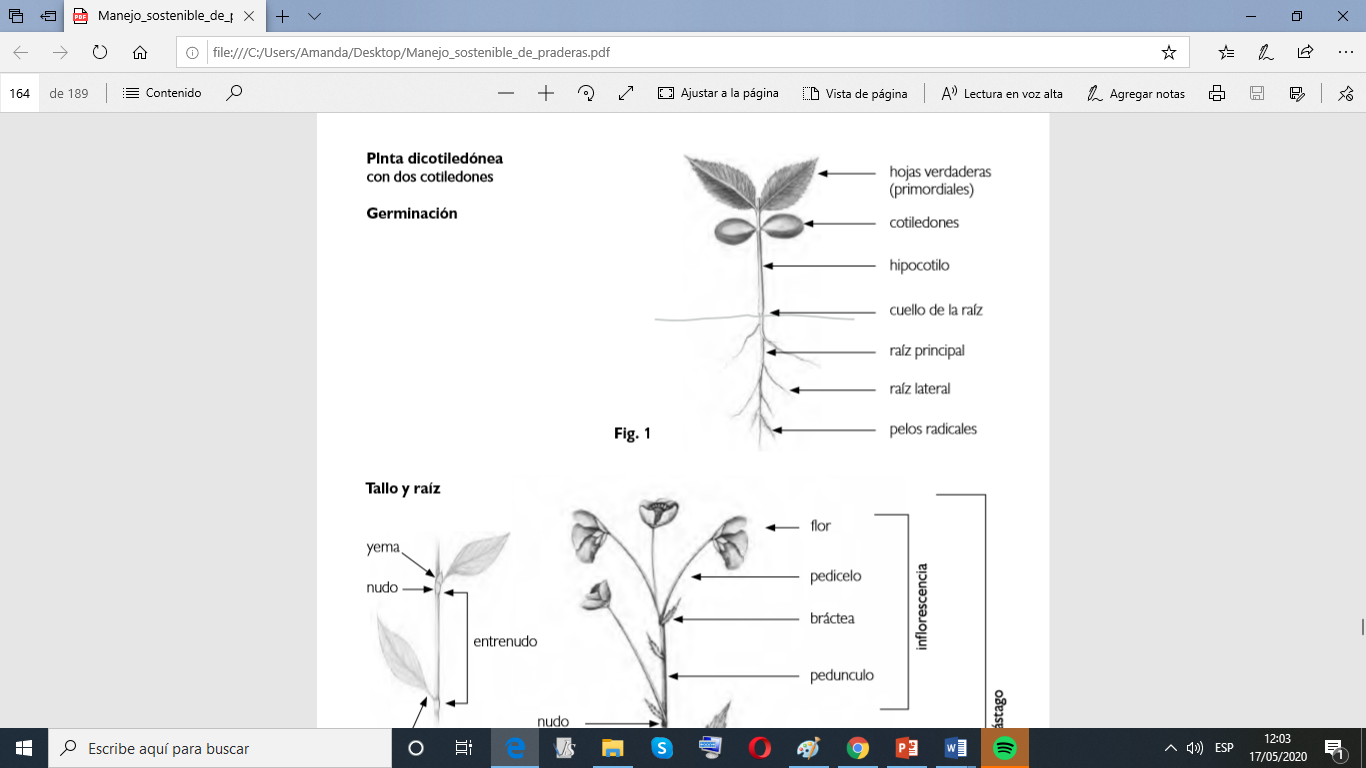 Manejo_sostenible_de_p
file:///C:/Users/Amanda/Desktop/Manejo_sostenible_de_praderas.pdf
164 de 189 Contenido Ajustar a la página Vista de página Lectura en voz alta Agregar notas
Plnta dicotiledónea
con dos cotiledones
Germinación
hojas verdaderas
(primordiales)
cotiledones
hipocotilo
cuello de la raíz
raíz principal
raíz lateral
pelos radicales
Fig. 1
Tallo y raíz
yema
nudo
entrenudo
flor
pedicelo
bráctea
pedunculo
nudo
inflorescencia
ástago
Escribe aquí para buscar
ESP
12:03
17/05/2020
1